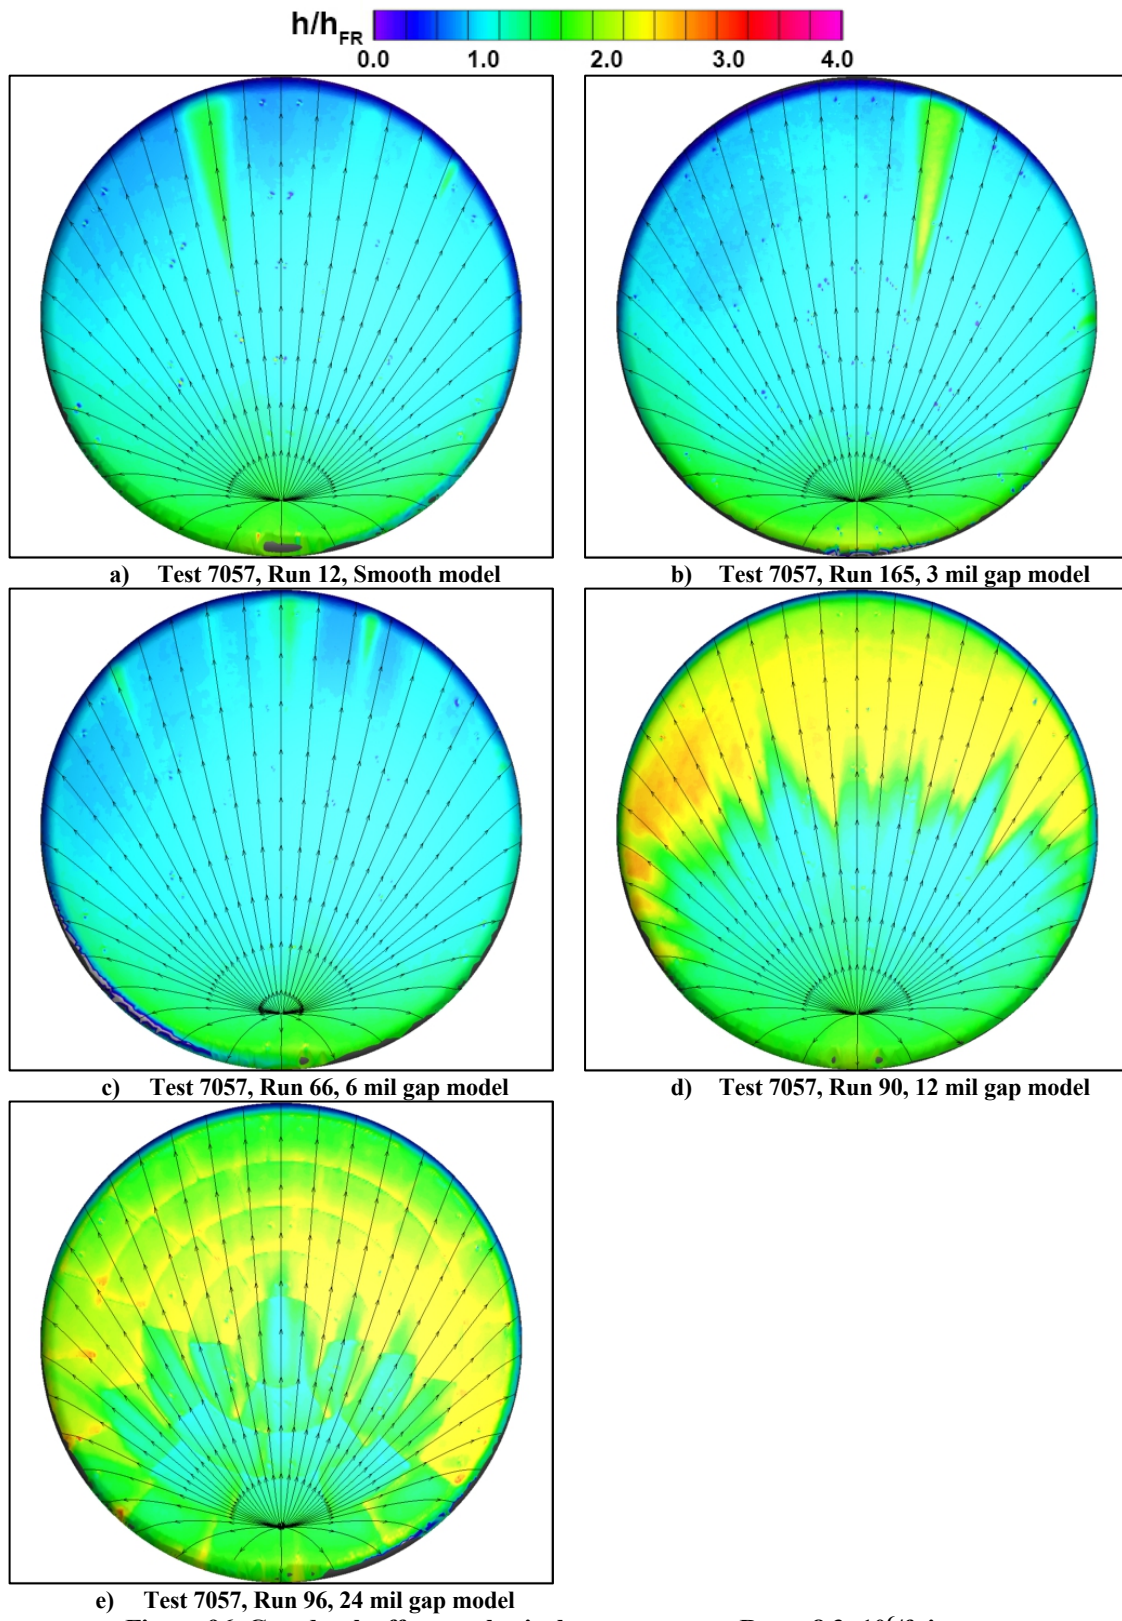 h/hFR
0.0 1.0 2.0 3.0 4.0
a) Test 7057, Run 12, Smooth model
b) Test 7057, Run 165, 3 mil gap model
c) Test 7057, Run 66, 6 mil gap model
d) Test 7057, Run 90, 12 mil gap model
e) Test 7057, Run 96, 24 mil gap model